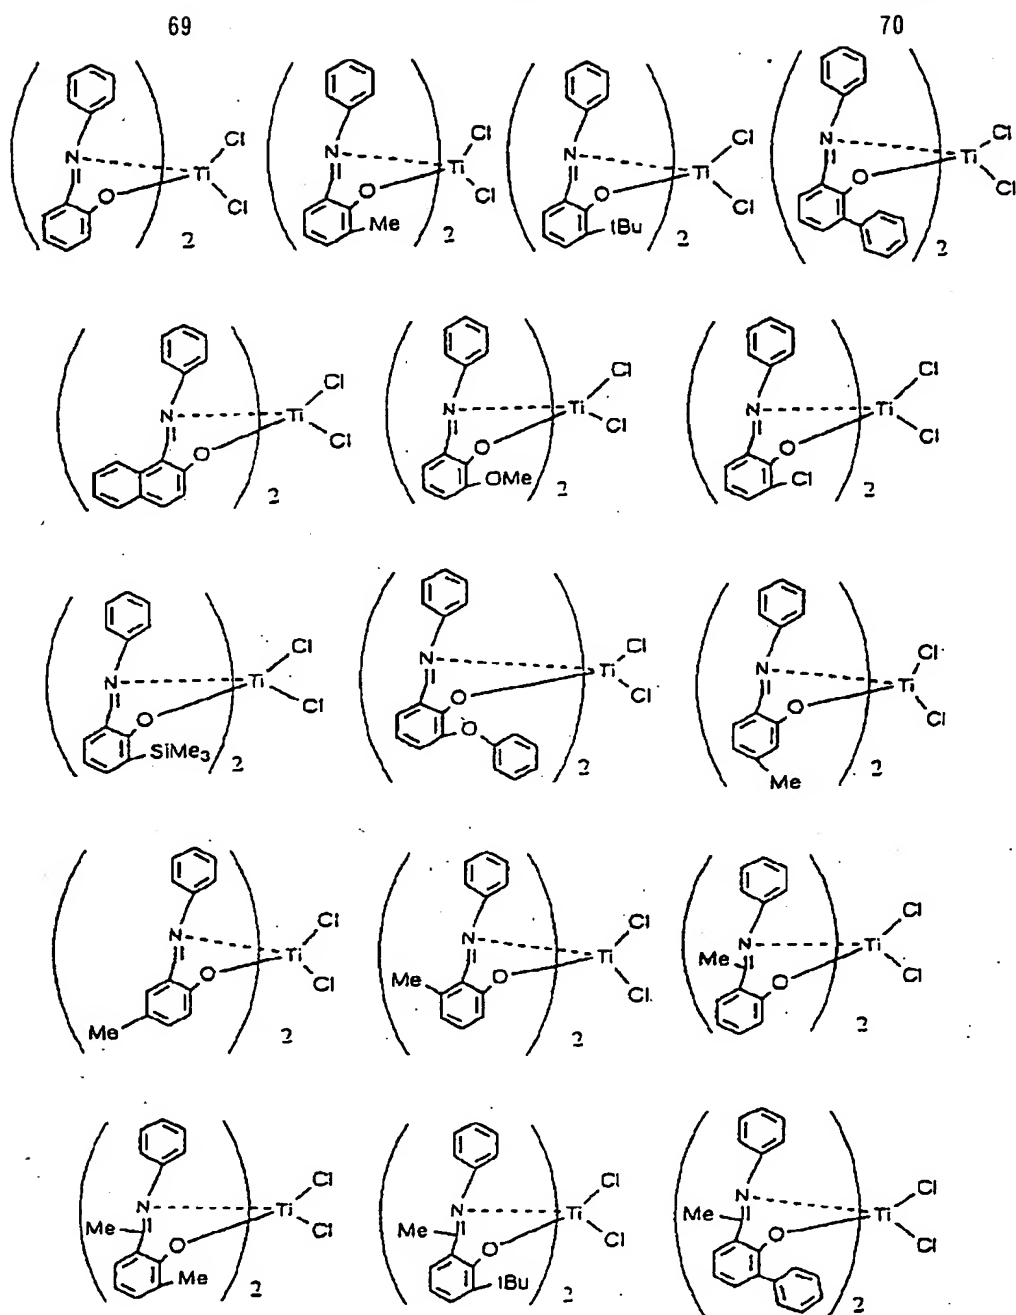 69 70
N O Ti Cl Cl 2
N O Me Ti Cl Cl 2
N O tBu Ti Cl Cl 2
N O Ti Cl Cl 2
N O Ti Cl Cl 2
N O OMe Ti Cl Cl 2
N O Cl Ti Cl Cl 2
N O SiMe3 Ti Cl Cl 2
N O O Ti Cl Cl 2
N O Me Ti Cl Cl 2
N O Me Ti Cl Cl 2
N Me O Ti Cl Cl 2
N Me O Ti Cl Cl 2
N Me O Me Ti Cl Cl 2
N Me O tBu Ti Cl Cl 2
N Me O Ti Cl Cl 2